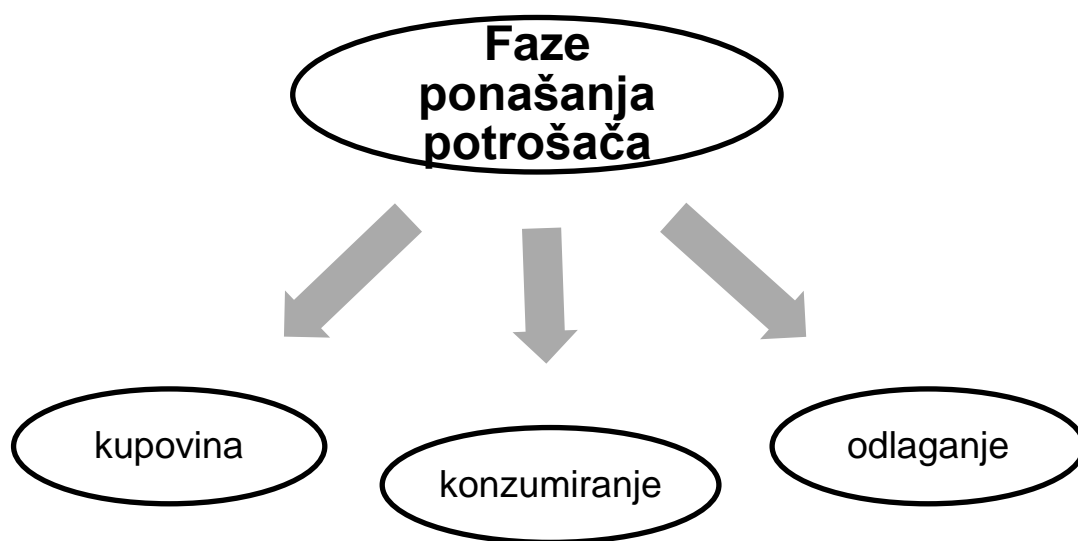 Faze
ponašanja
potrošača
kupovina
konzumiranje
odlaganje